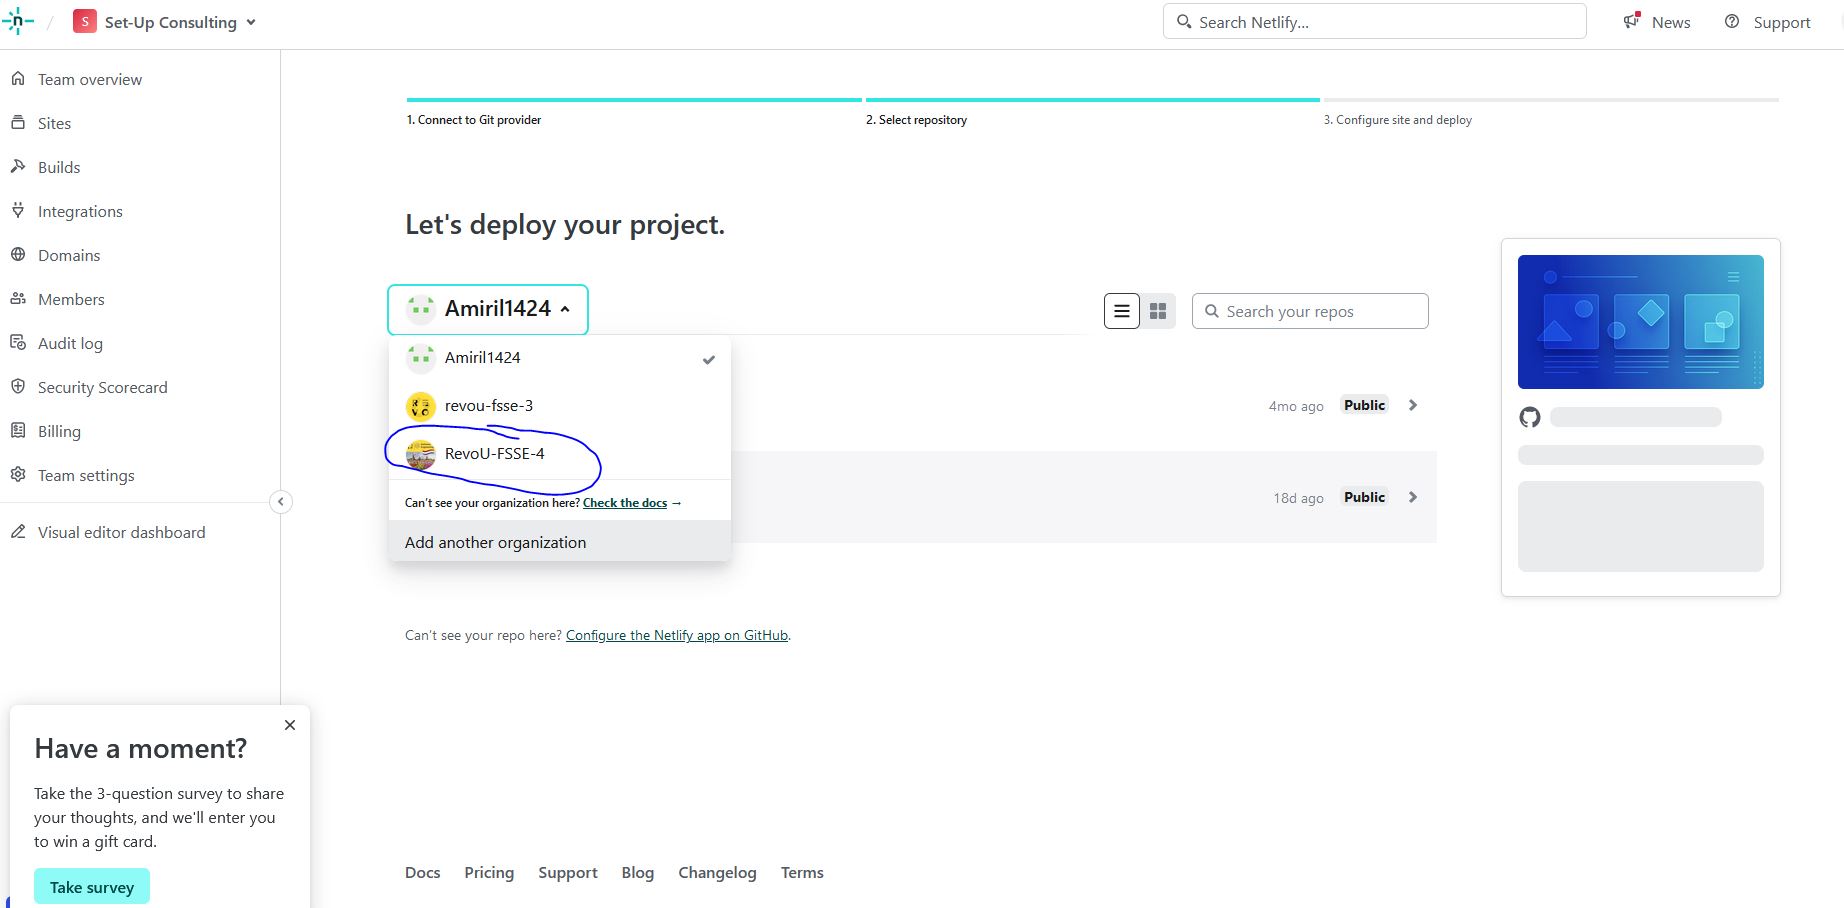 n / S Set-Up Consulting
Search Netlify...
News
Support
Team overview
Sites
Builds
Integrations
Domains
Members
Audit log
Security Scorecard
Billing
Team settings
Visual editor dashboard
1. Connect to Git provider
2. Select repository
3. Configure site and deploy
Let's deploy your project.
Amiril1424
Search your repos
Amiril1424
revou-fsse-3
4mo ago Public
RevoU-FSSE-4
Can't see your organization here? Check the docs →
18d ago Public
Add another organization
Can't see your repo here? Configure the Netlify app on GitHub.
Have a moment?
Take the 3-question survey to share
your thoughts, and we'll enter you
to win a gift card.
Take survey
Docs Pricing Support Blog Changelog Terms